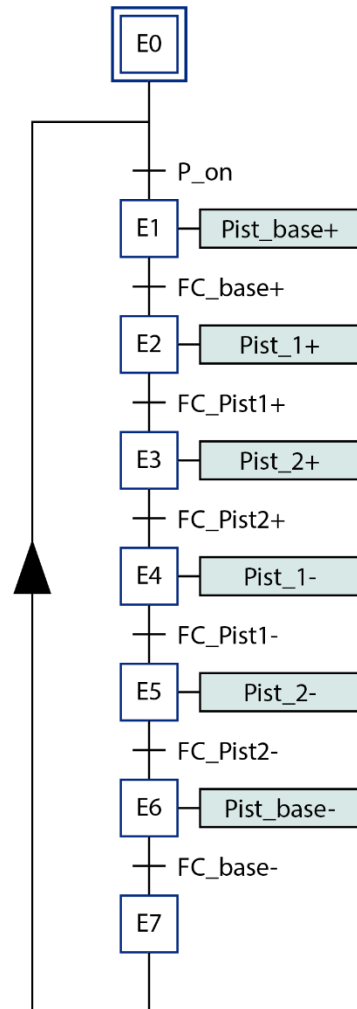 E0
P_on
E1 Pist_base+
FC_base+
E2 Pist_1+
FC_Pist1+
E3 Pist_2+
FC_Pist2+
E4 Pist_1-
FC_Pist1-
E5 Pist_2-
FC_Pist2-
E6 Pist_base-
FC_base-
E7